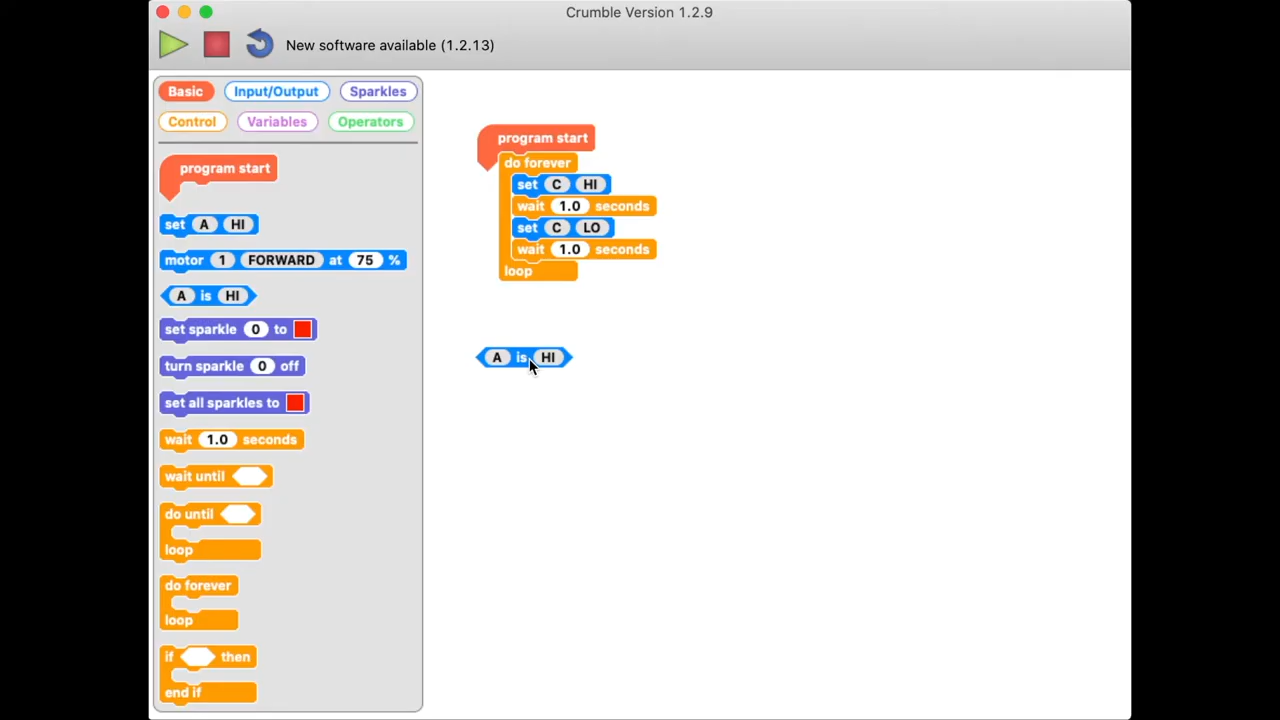 Crumble Version 1.2.9
New software available (1.2.13)
Basic Input/Output Sparkles
Control Variables Operators
program start
set A HI
motor 1 FORWARD at 75 %
A is HI
set sparkle 0 to
turn sparkle 0 off
set all sparkles to
wait 1.0 seconds
wait until
do until
loop
do forever
loop
if then
end if
program start
do forever
set C HI
wait 1.0 seconds
set C LO
wait 1.0 seconds
loop
A is HI